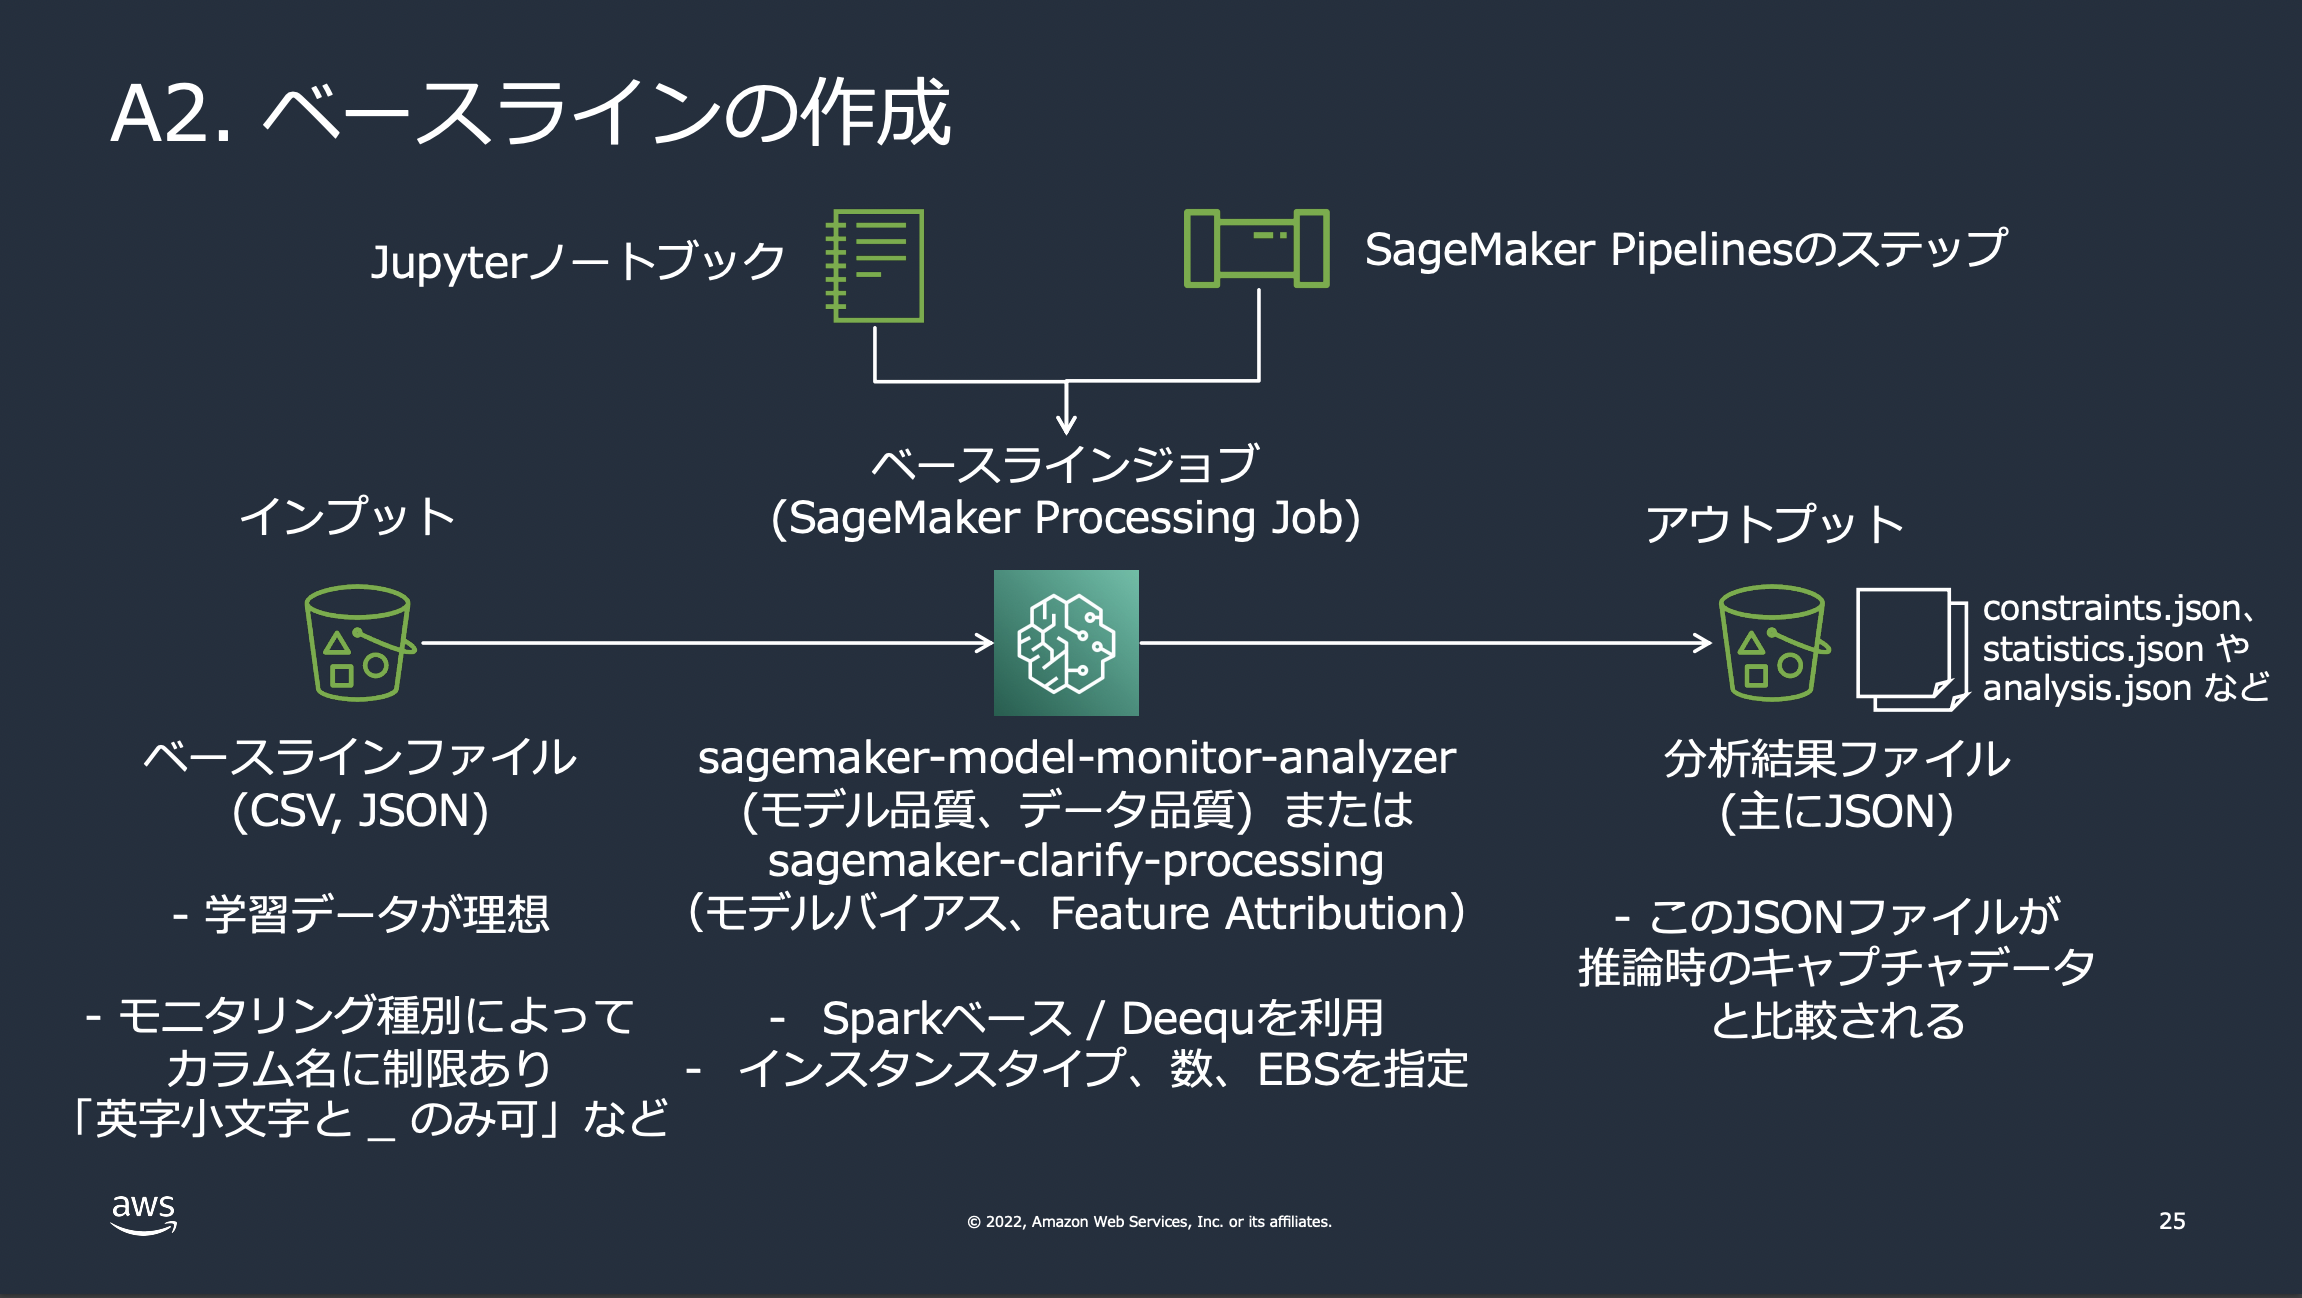 A2. ベースラインの作成
Jupyterノートブック
SageMaker Pipelinesのステップ
ベースラインジョブ
(SageMaker Processing Job)
インプット
アウトプット
constraints.json、
statistics.json や
analysis.json など
ベースラインファイル
(CSV, JSON)
- 学習データが理想
- モニタリング種別によって
カラム名に制限あり
「英字小文字と _ のみ可」など
sagemaker-model-monitor-analyzer
(モデル品質、データ品質) または
sagemaker-clarify-processing
（モデルバイアス、Feature Attribution）
- Sparkベース / Deequを利用
- インスタンスタイプ、数、EBSを指定
分析結果ファイル
(主にJSON)
- このJSONファイルが
推論時のキャプチャデータ
と比較される
aws
© 2022, Amazon Web Services, Inc. or its affiliates.
25